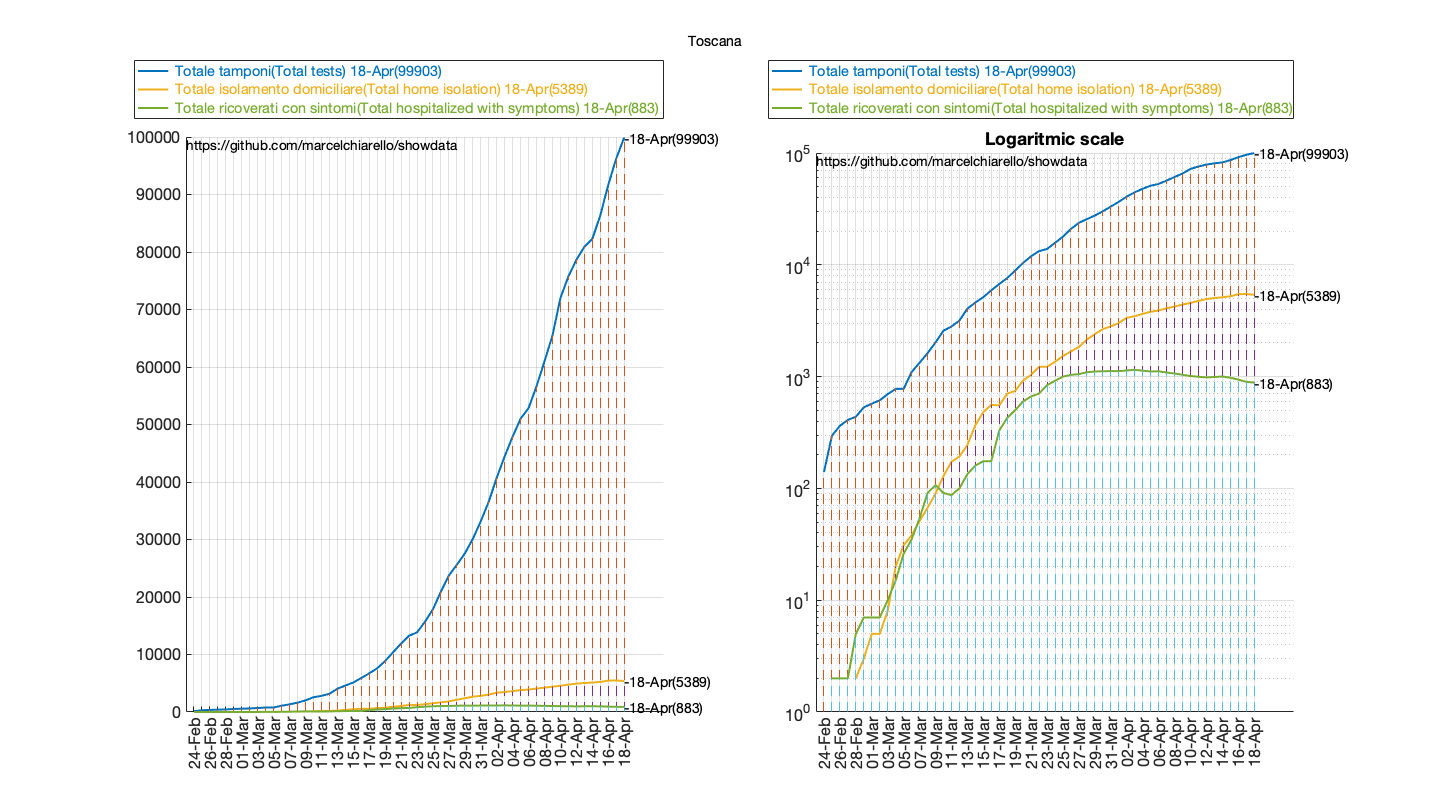 Toscana
Totale tamponi(Total tests) 18-Apr(99903)
Totale isolamento domiciliare(Total home isolation) 18-Apr(5389)
Totale ricoverati con sintomi(Total hospitalized with symptoms) 18-Apr(883)
100000
90000
80000
70000
60000
50000
40000
30000
20000
10000
0
https://github.com/marcelchiarello/showdata
18-Apr(99903)
18-Apr(5389)
18-Apr(883)
24-Feb
26-Feb
28-Feb
01-Mar
03-Mar
05-Mar
07-Mar
09-Mar
11-Mar
13-Mar
15-Mar
17-Mar
19-Mar
21-Mar
23-Mar
25-Mar
27-Mar
29-Mar
31-Mar
02-Apr
04-Apr
06-Apr
08-Apr
10-Apr
12-Apr
14-Apr
16-Apr
18-Apr
Totale tamponi(Total tests) 18-Apr(99903)
Totale isolamento domiciliare(Total home isolation) 18-Apr(5389)
Totale ricoverati con sintomi(Total hospitalized with symptoms) 18-Apr(883)
Logaritmic scale
10^5
10^4
10^3
10^2
10^1
10^0
https://github.com/marcelchiarello/showdata
18-Apr(99903)
18-Apr(5389)
18-Apr(883)
24-Feb
26-Feb
28-Feb
01-Mar
03-Mar
05-Mar
07-Mar
09-Mar
11-Mar
13-Mar
15-Mar
17-Mar
19-Mar
21-Mar
23-Mar
25-Mar
27-Mar
29-Mar
31-Mar
02-Apr
04-Apr
06-Apr
08-Apr
10-Apr
12-Apr
14-Apr
16-Apr
18-Apr